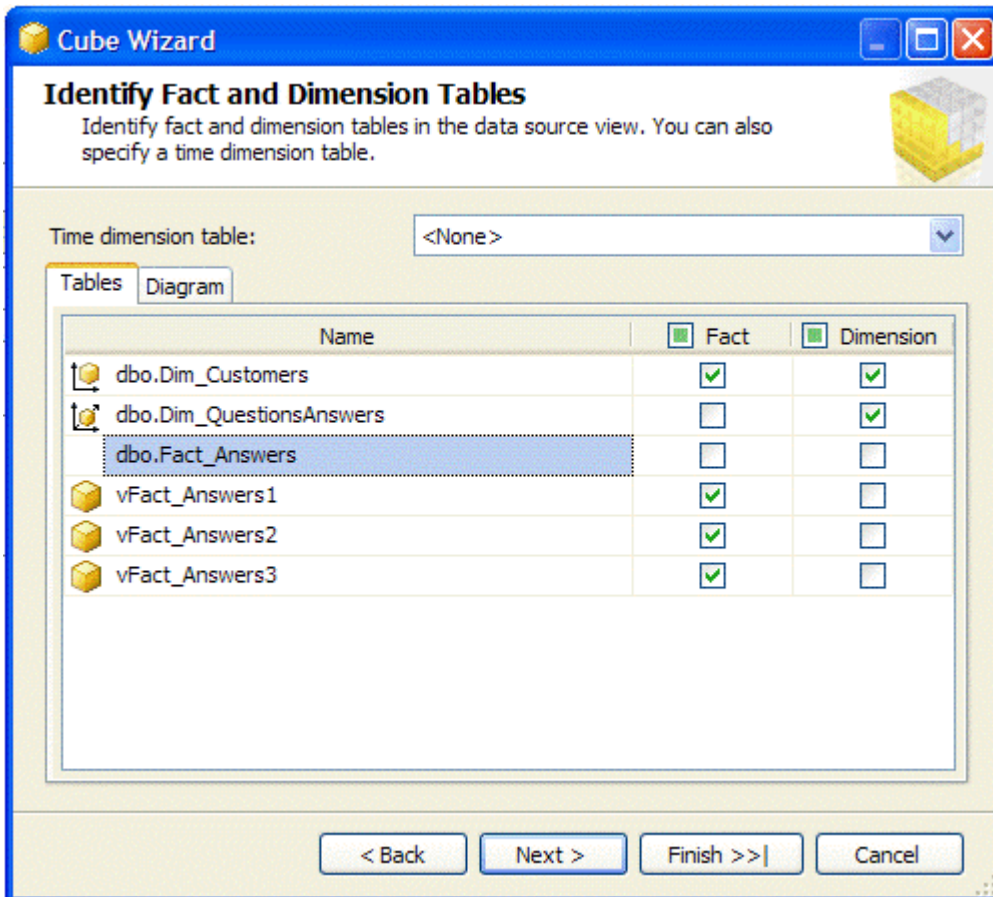 Cube Wizard
Identify Fact and Dimension Tables
Identify fact and dimension tables in the data source view. You can also
specify a time dimension table.
Time dimension table: <None>
Tables Diagram
Name Fact Dimension
dbo.Dim_Customers
dbo.Dim_QuestionsAnswers
dbo.Fact_Answers
vFact_Answers1
vFact_Answers2
vFact_Answers3
< Back Next > Finish >>| Cancel